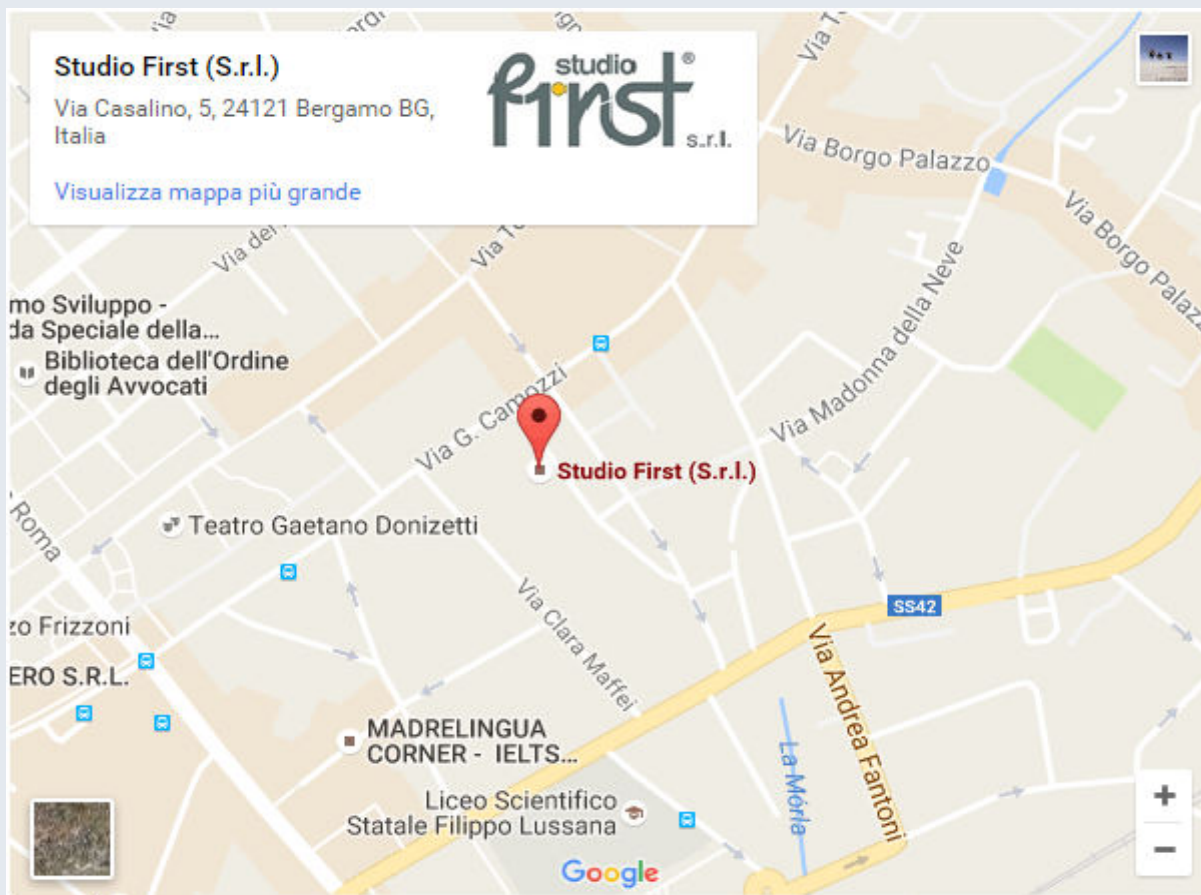 Studio First (S.r.l.)
Via Casalino, 5, 24121 Bergamo BG,
Italia
Visualizza mappa più grande
studio
first®
s.r.l.
Via Borgo Palazzo
Via Borgo Palazzo
Via Madonna della Neve
mo Sviluppo -
da Speciale della...
Biblioteca dell'Ordine
degli Avvocati
Via G. Camozzi
Studio First (S.r.l.)
Teatro Gaetano Donizetti
Roma
Via Clara Maffei
SS42
zo Frizzoni
ERO S.R.L.
Via Andrea Fantoni
MADRELINGUA
CORNER - IELTS...
La Mórla
Liceo Scientifico
Statale Filippo Lussana
Google